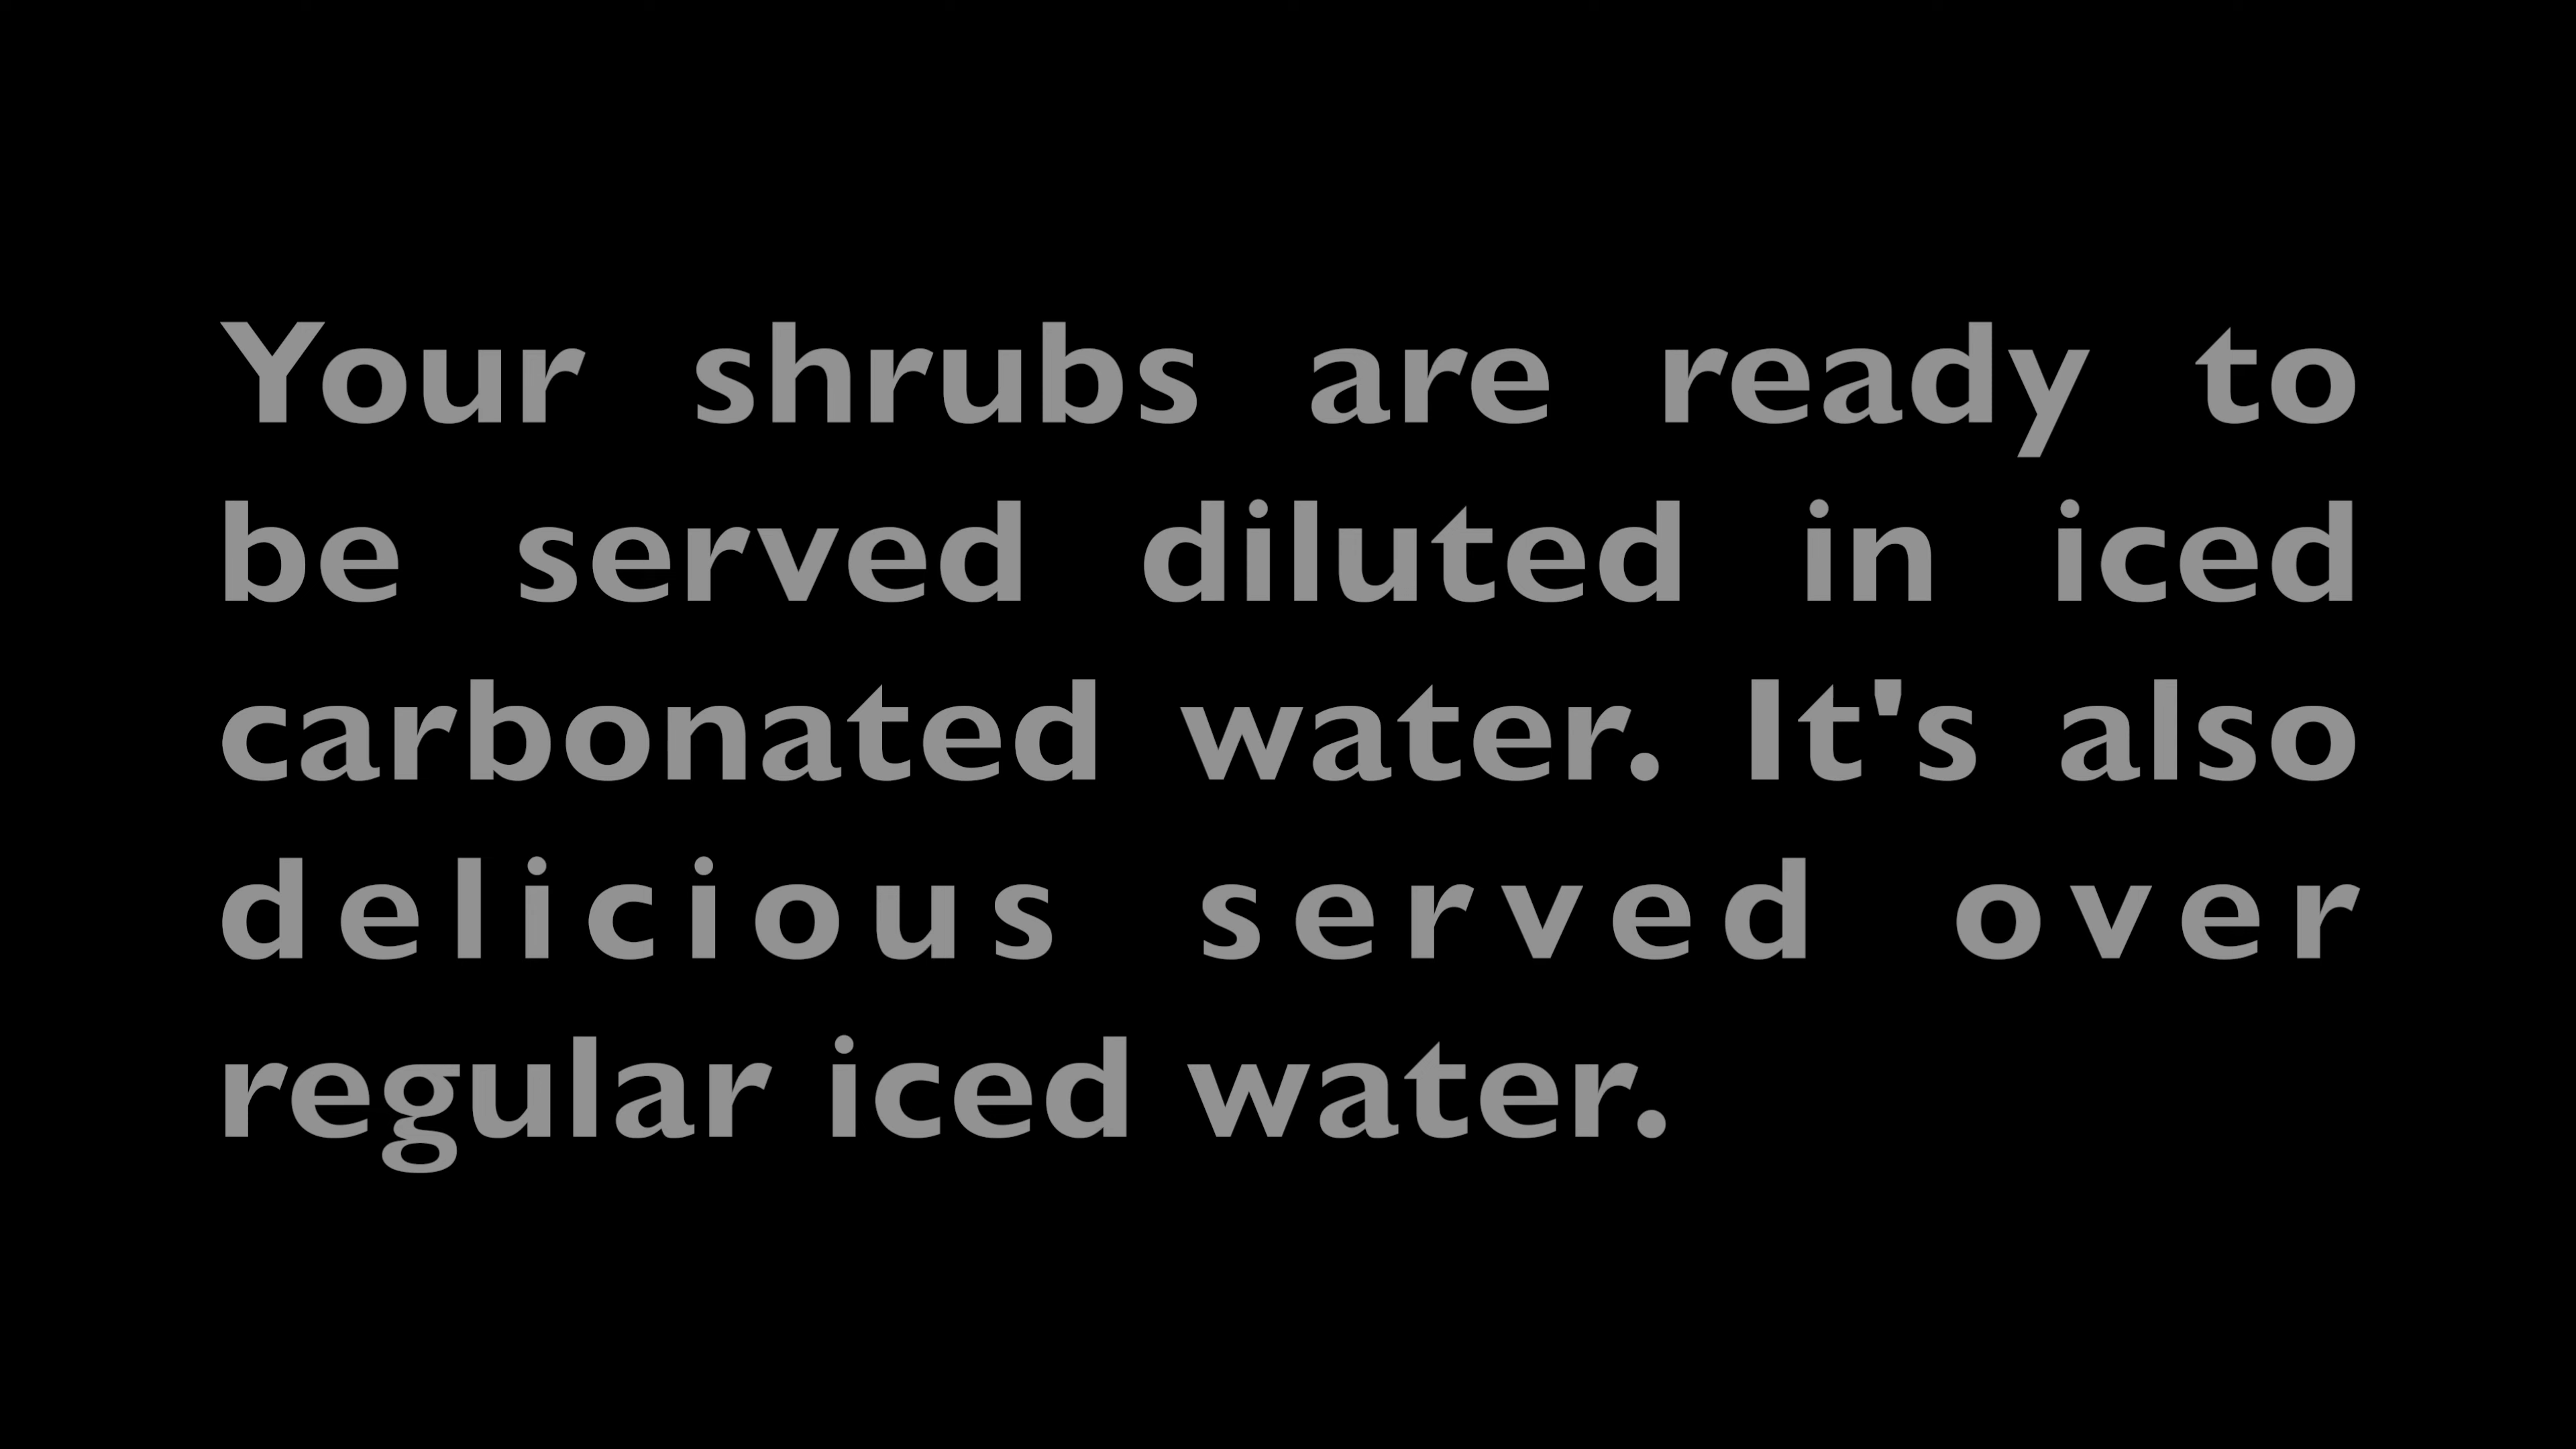 Your shrubs are ready to
be served diluted in iced
carbonated water. It's also
delicious served over
regular iced water.